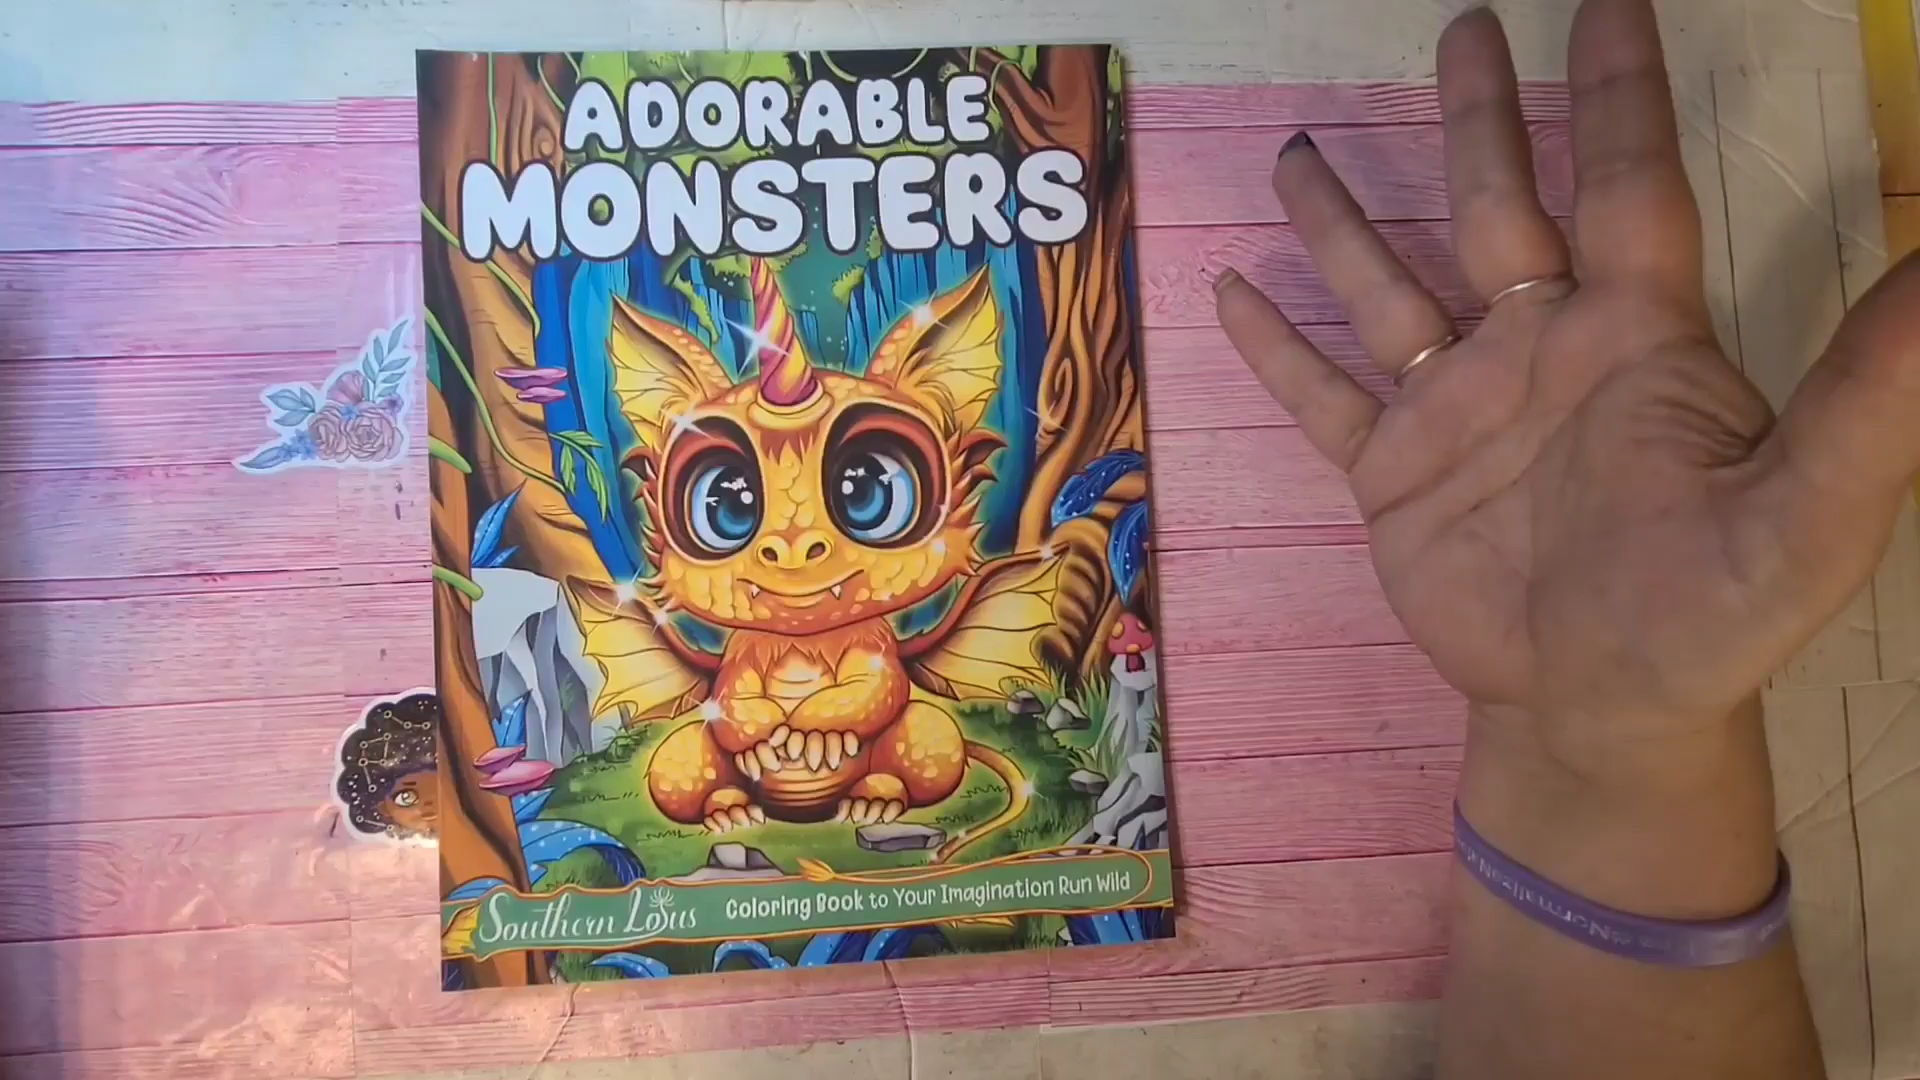 ADORABLE
MONSTERS
Southern Lotus
Coloring Book to Your Imagination Run Wild